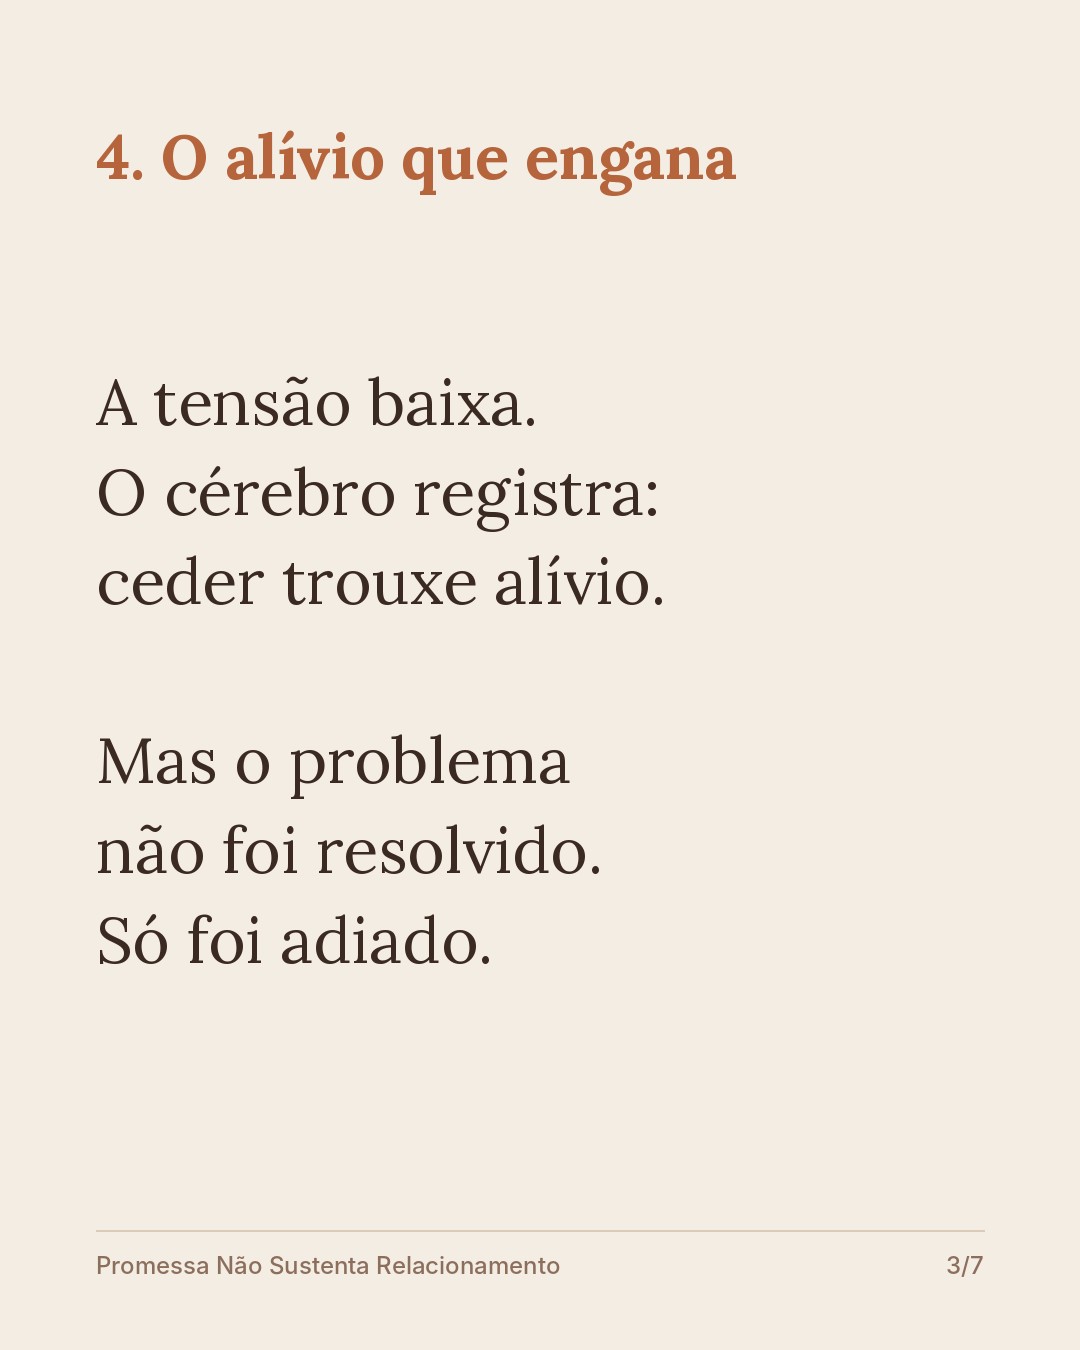 4. O alívio que engana
A tensão baixa.
O cérebro registra:
ceder trouxe alívio.
Mas o problema
não foi resolvido.
Só foi adiado.
Promessa Não Sustenta Relacionamento
3/7